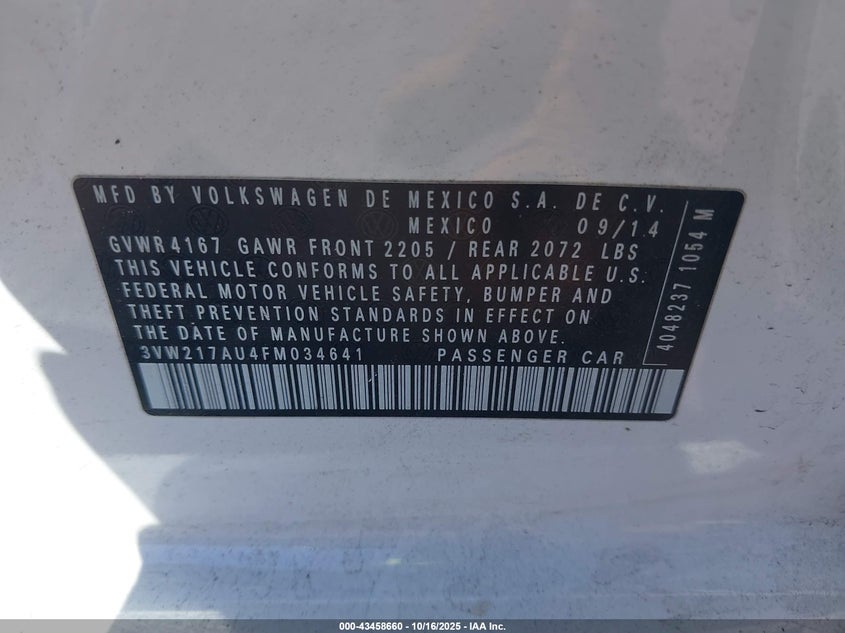 MFD BY VOLKSWAGEN DE MEXICO S.A. DE C.V.
MEXICO 09/14
GVWR 4167 GAWR FRONT 2205 / REAR 2072 LBS
THIS VEHICLE CONFORMS TO ALL APPLICABLE U.S.
FEDERAL MOTOR VEHICLE SAFETY, BUMPER AND
THEFT PREVENTION STANDARDS IN EFFECT ON
THE DATE OF MANUFACTURE SHOWN ABOVE.
3VW217AU4FM034641 PASSENGER CAR
4048237 1054 M
000-43458660 - 10/16/2025 - IAA Inc.